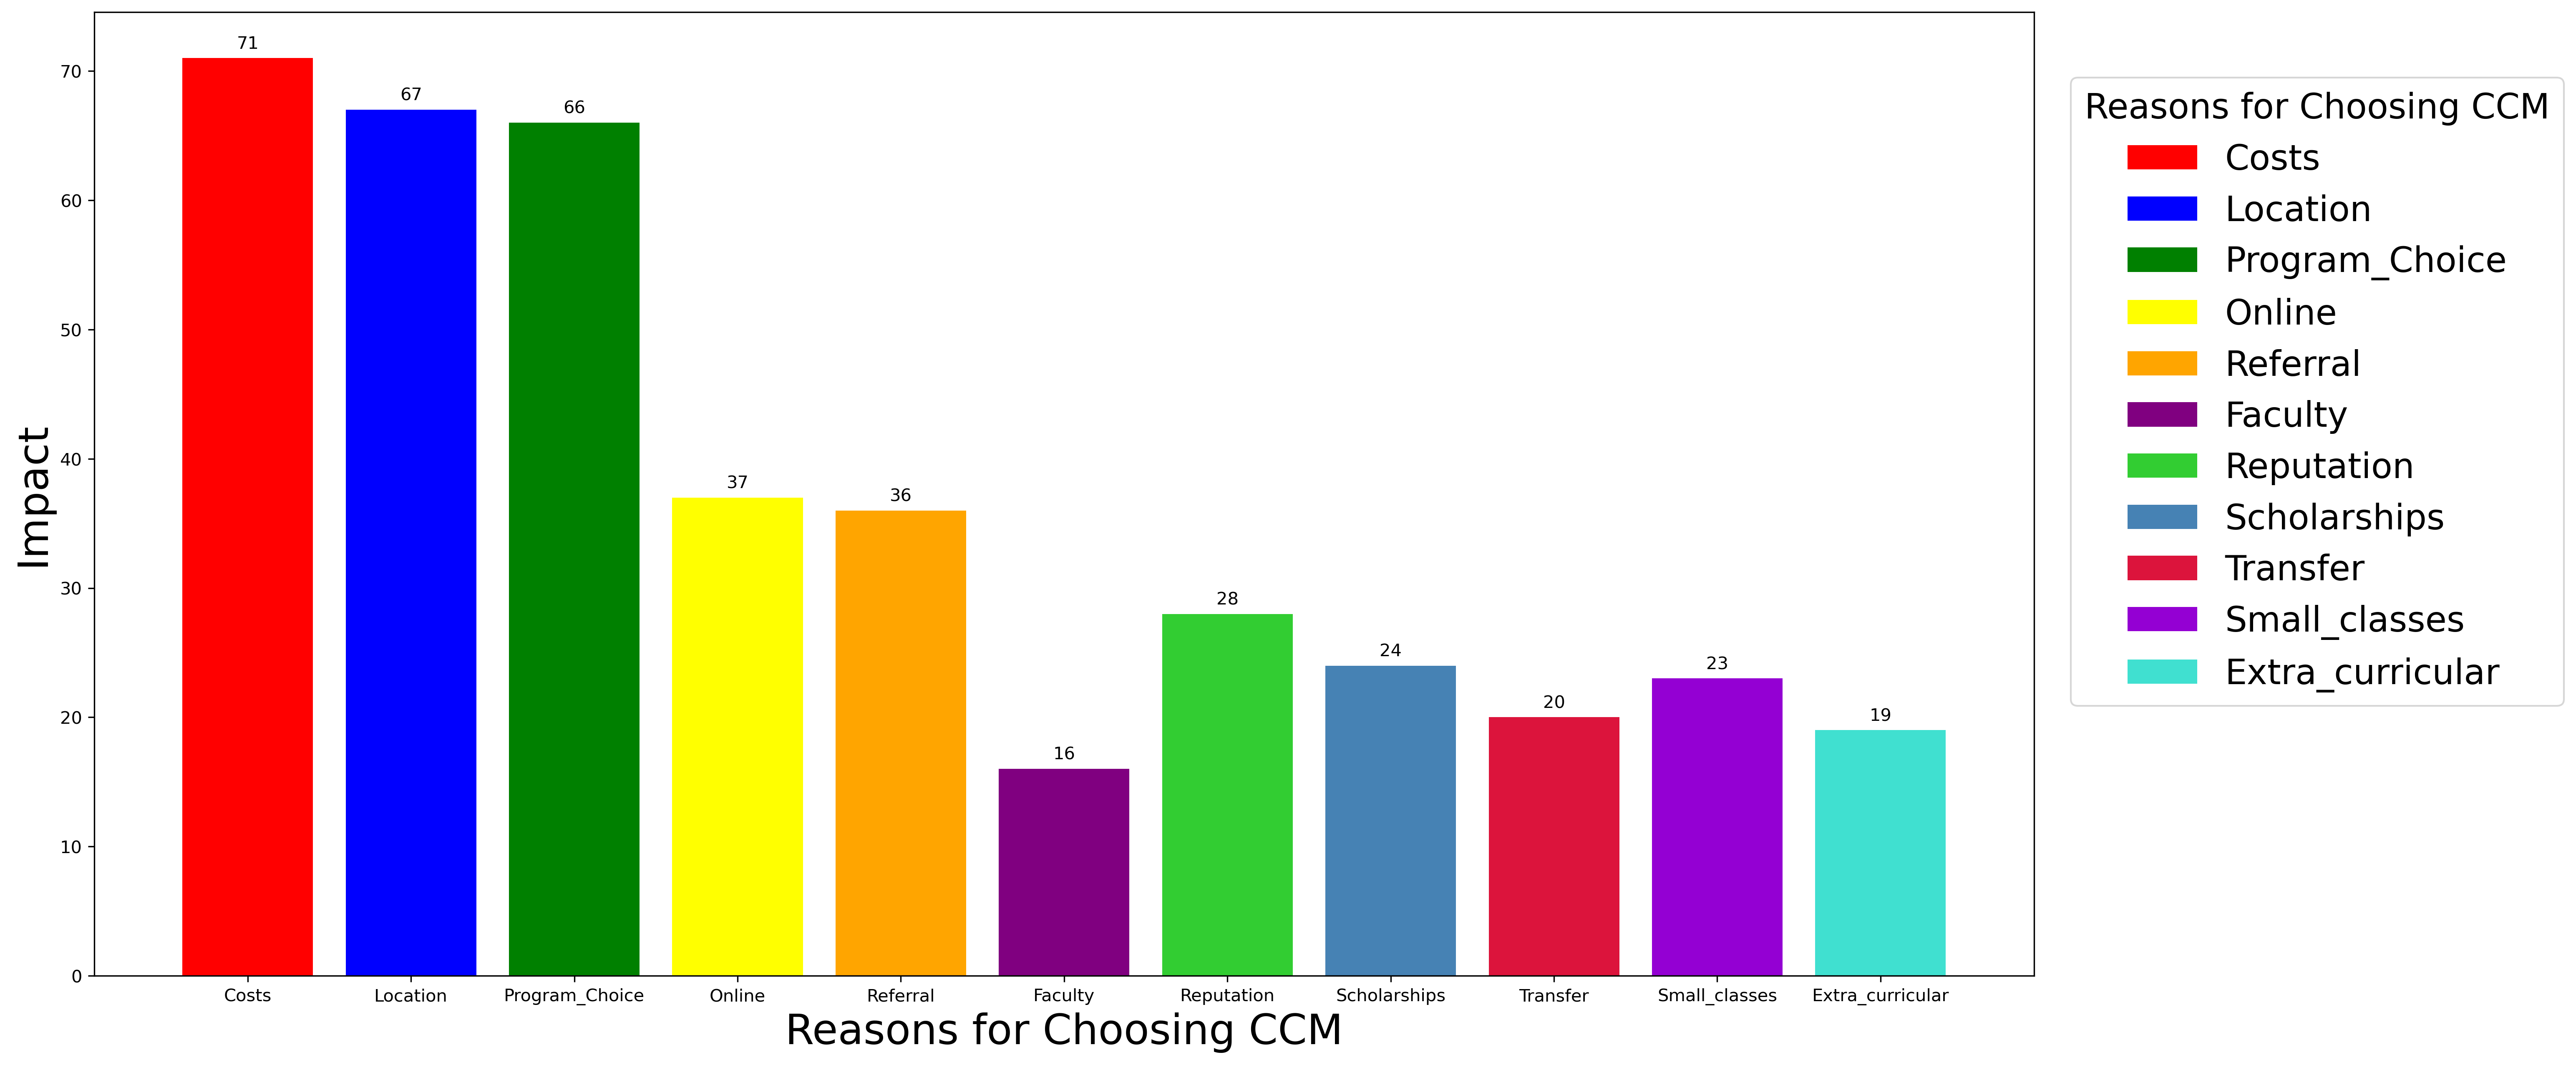 71
67
66
37
36
16
28
24
20
23
19
70
60
50
40
30
20
10
0
Impact
Costs
Location
Program_Choice
Online
Referral
Faculty
Reputation
Scholarships
Transfer
Small_classes
Extra_curricular
Reasons for Choosing CCM
Reasons for Choosing CCM
Costs
Location
Program_Choice
Online
Referral
Faculty
Reputation
Scholarships
Transfer
Small_classes
Extra_curricular